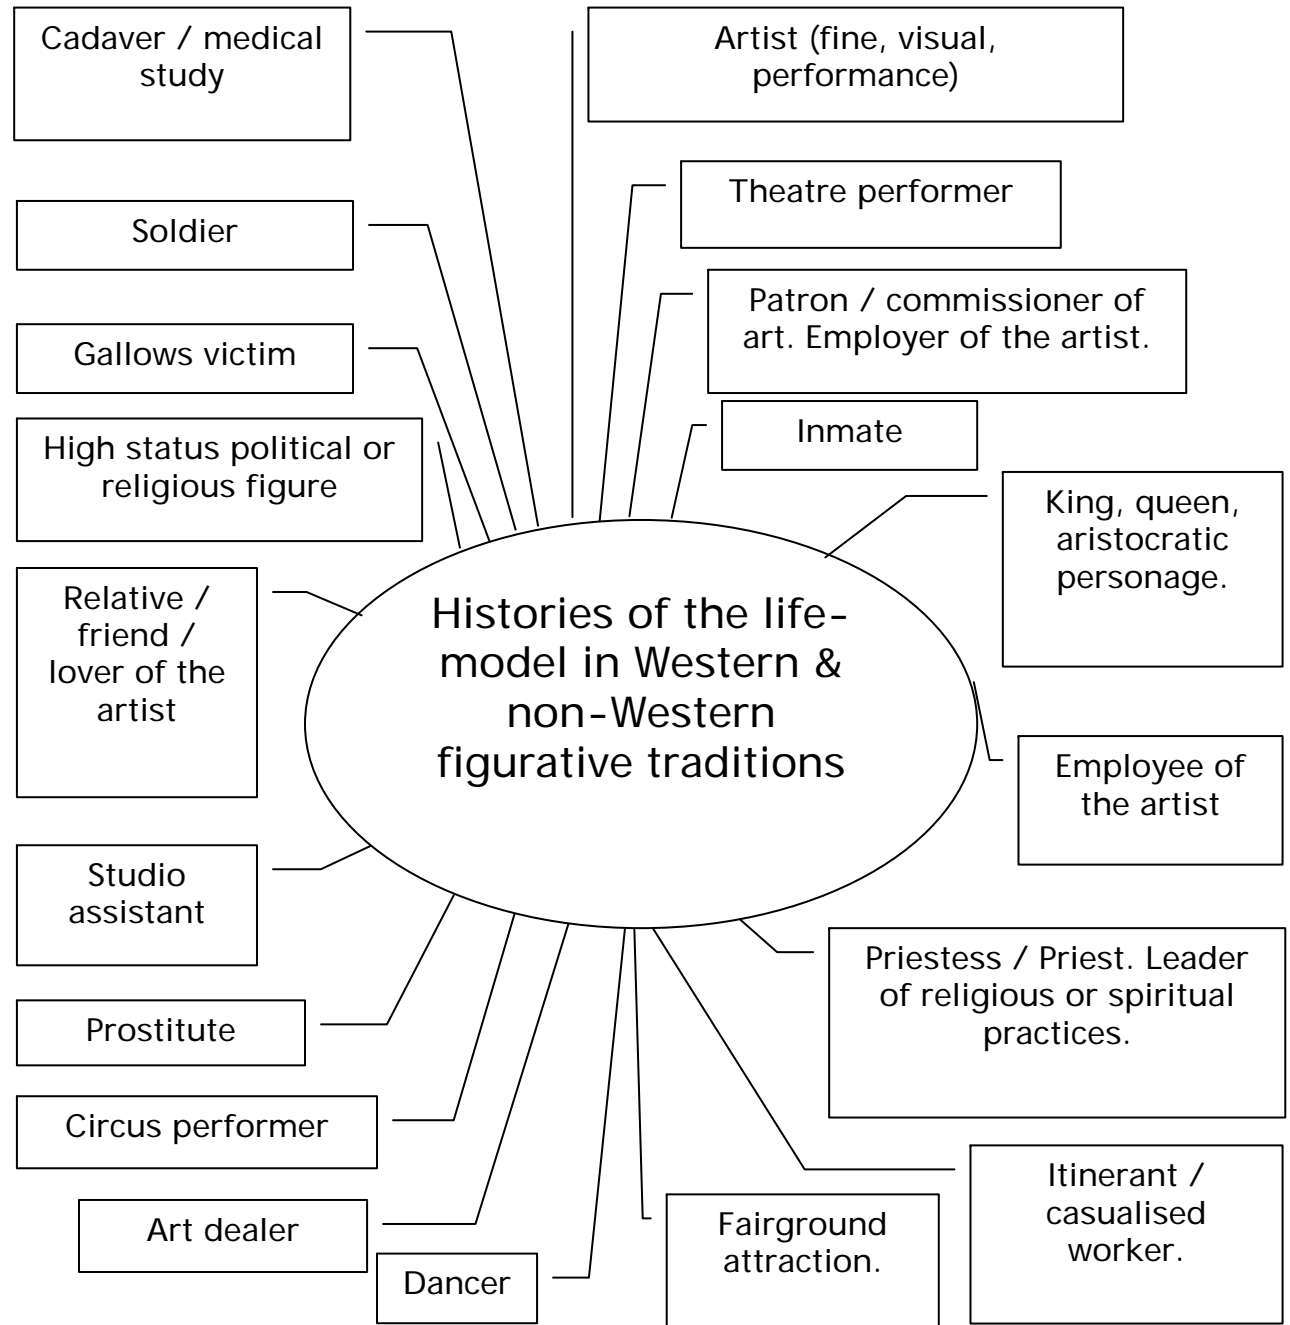 Cadaver / medical
study
Artist (fine, visual,
performance)
Theatre performer
Soldier
Patron / commissioner of
art. Employer of the artist.
Gallows victim
Inmate
High status political or
religious figure
King, queen,
aristocratic
personage.
Relative /
friend /
lover of the
artist
Histories of the life-
model in Western &
non-Western
figurative traditions
Employee of
the artist
Studio
assistant
Priestess / Priest. Leader
of religious or spiritual
practices.
Prostitute
Circus performer
Itinerant /
casualised
worker.
Art dealer
Fairground
attraction.
Dancer